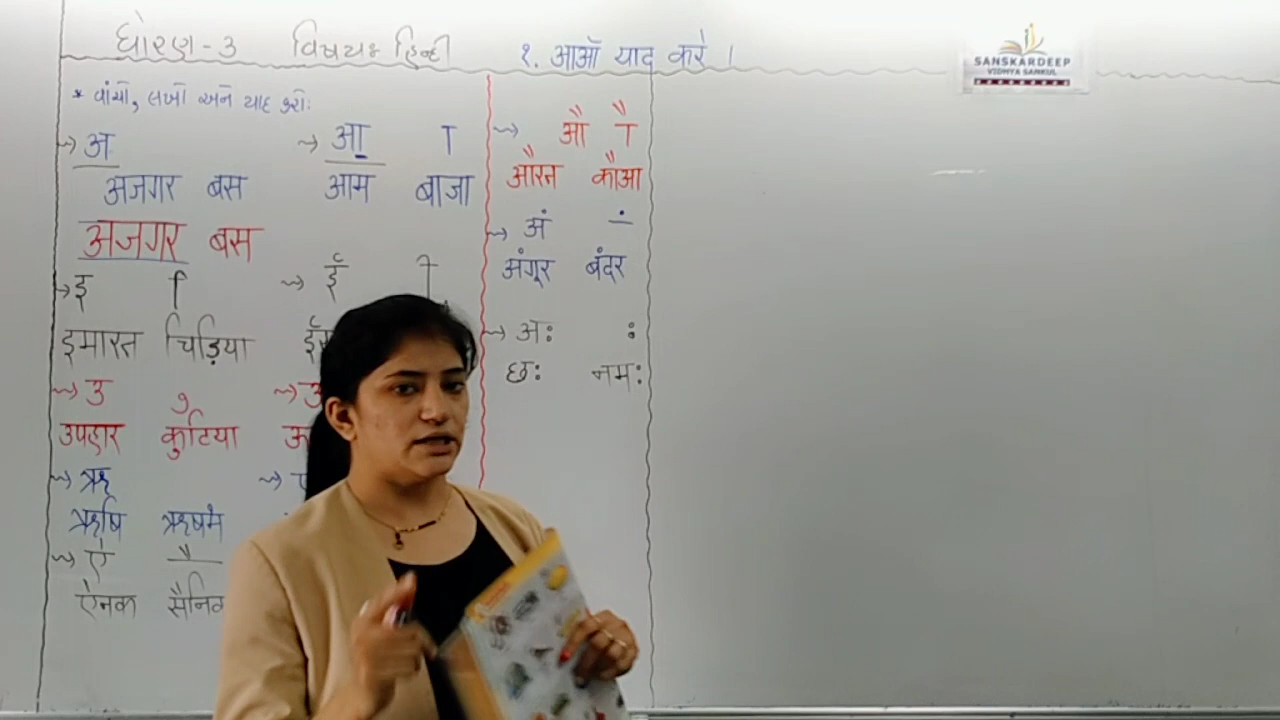 ધોરણ-૩ વિષયઃ હિન્દી १. आओ याद करे ।
SANSKARDEEP
VIDHYA SANKUL
* વાંચો, લખો અને યાદ કરો:
→ अ → आ ा
अजगर बस आम बाजा
अजगर बस
→ इ ि → ई ी
इमारत चिड़िया
→ उ ु
उपहार कुटिया
→ ऋ
ऋषि ऋषभ
→ ऐ ै
ऐनक
→ औ ौ
औरत कौआ
→ अं ं
अंगूर बंदर
→ अः ः
छः नमः